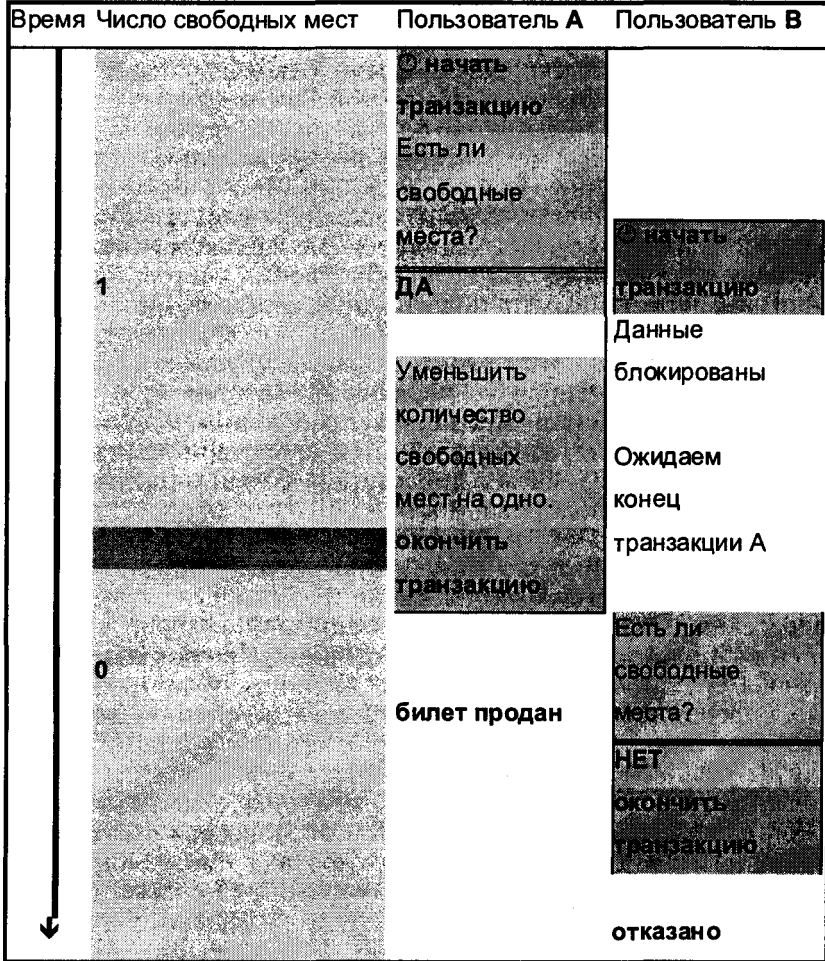 Время Число свободных мест Пользователь A Пользователь B
начать
транзакцию
Есть ли
свободные
места?
начать
1 ДА транзакцию
Данные
Уменьшить блокированы
количество
свободных Ожидаем
мест на одно. конец
окончить транзакции А
транзакцию
Есть ли
0 свободные
билет продан места?
НЕТ
окончить
транзакцию
отказано